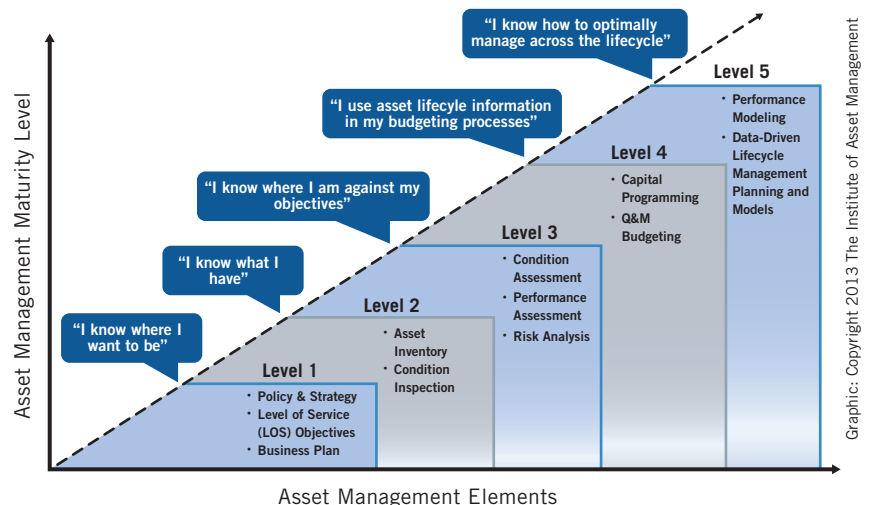 “I know how to optimally
manage across the lifecycle”
Level 5
• Performance
Modeling
• Data-Driven
Lifecycle
Management
Planning and
Models
“I use asset lifecyle information
in my budgeting processes”
Level 4
• Capital
Programming
• Q&M
Budgeting
“I know where I am against my
objectives”
Level 3
• Condition
Assessment
• Performance
Assessment
• Risk Analysis
“I know what I
have”
Level 2
• Asset
Inventory
• Condition
Inspection
“I know where I
want to be”
Level 1
• Policy & Strategy
• Level of Service
(LOS) Objectives
• Business Plan
Asset Management Maturity Level
Asset Management Elements
Graphic: Copyright 2013 The Institute of Asset Management